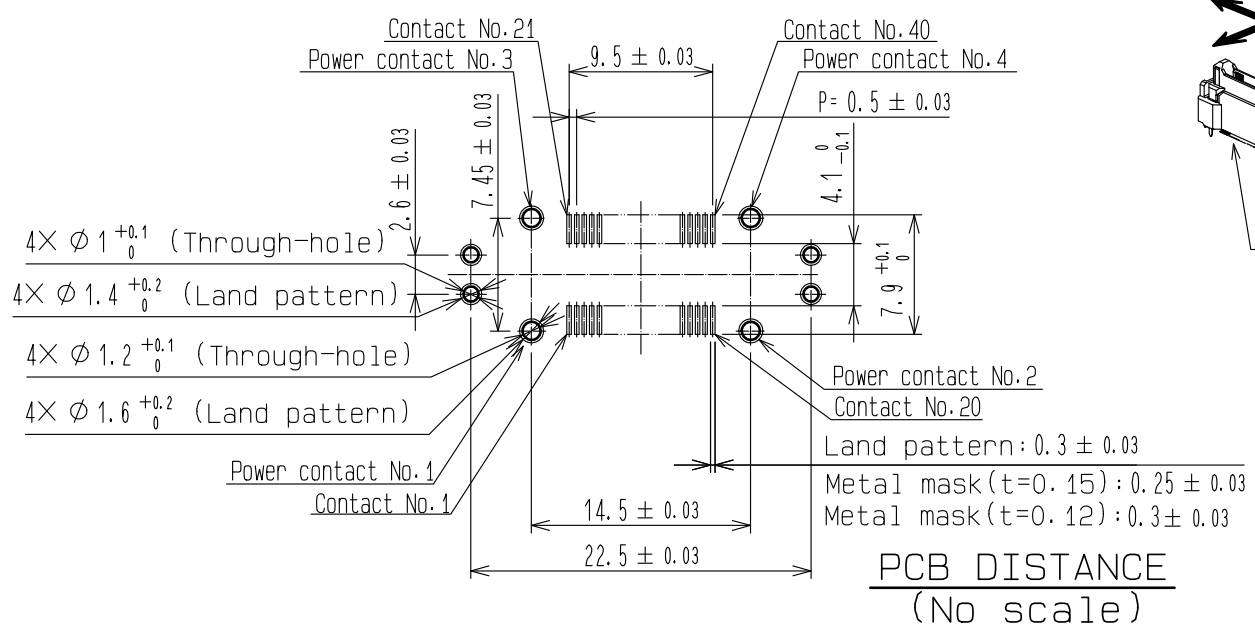 Contact No.21
Contact No.40
Power contact No.3
9.5 ± 0.03
Power contact No.4
P= 0.5 ± 0.03
2.6 ± 0.03
7.45 ± 0.03
4.1 0 -0.1
7.9 +0.1 0
4× Ø 1 +0.1 0 (Through-hole)
4× Ø 1.4 +0.2 0 (Land pattern)
4× Ø 1.2 +0.1 0 (Through-hole)
4× Ø 1.6 +0.2 0 (Land pattern)
Power contact No.2
Contact No.20
Power contact No.1
Contact No.1
Land pattern:0.3 ± 0.03
Metal mask(t=0.15):0.25 ± 0.03
Metal mask(t=0.12):0.3± 0.03
14.5 ± 0.03
22.5 ± 0.03
PCB DISTANCE
(No scale)